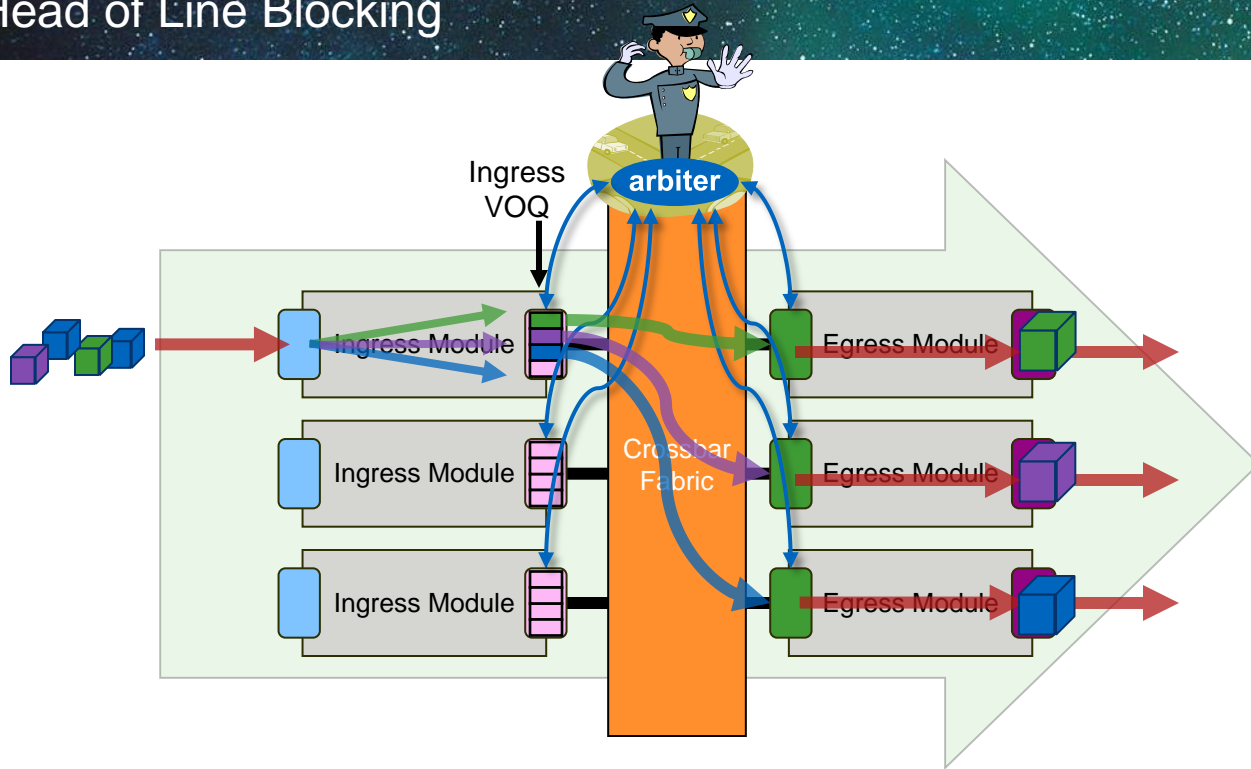 Head of Line Blocking
Ingress
VOQ
arbiter
Ingress Module
Egress Module
Crossbar
Fabric
Ingress Module
Egress Module
Ingress Module
Egress Module